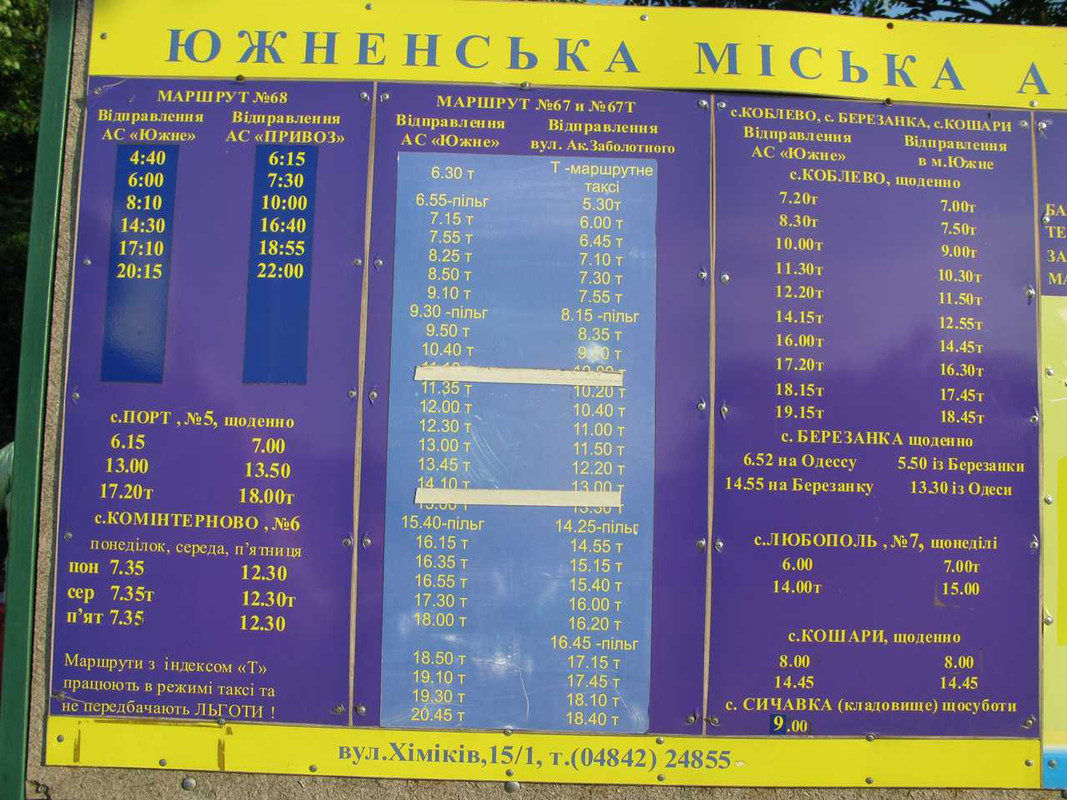 ЮЖНЕНСЬКА МІСЬКА А
МАРШРУТ №68
Відправлення Відправлення
АС «Южне» АС «ПРИВОЗ»
4:40 6:15
6:00 7:30
8:10 10:00
14:30 16:40
17:10 18:55
20:15 22:00
с.ПОРТ , №5, щоденно
6.15 7.00
13.00 13.50
17.20т 18.00т
с.КОМІНТЕРНОВО , №6
понеділок, середа, п’ятниця
пон 7.35 12.30
сер 7.35т 12.30т
п’ят 7.35 12.30
Маршрути з індексом «Т»
працюють в режимі таксі та
не передбачають ЛЬГОТИ !
МАРШРУТ №67 и №67Т
Відправлення Відправлення
АС «Южне» вул. Ак.Заболотного
6.30 т Т -маршрутне
таксі
6.55-пільг 5.30т
7.15 т 6.00 т
7.55 т 6.45 т
8.25 т 7.10 т
8.50 т 7.30 т
9.10 т 7.55 т
9.30 -пільг 8.15 -пільг
9.50 т 8.35 т
10.40 т
11.35 т 10.20 т
12.00 т 10.40 т
12.30 т 11.00 т
13.00 т 11.50 т
13.45 т 12.20 т
14.10 13.00 т
15.40-пільг 14.25-пільг
16.15 т 14.55 т
16.35 т 15.15 т
16.55 т 15.40 т
17.30 т 16.00 т
18.00 т 16.20 т
16.45 -пільг
18.50 т 17.15 т
19.10 т 17.45 т
19.30 т 18.10 т
20.45 т 18.40 т
с.КОБЛЕВО, с. БЕРЕЗАНКА, с.КОШАРИ
Відправлення Відправлення
АС «Южне» в м.Южне
с.КОБЛЕВО, щоденно
7.20т 7.00т
8.30т 7.50т
10.00т 9.00т
11.30т 10.30т
12.20т 11.50т
14.15т 12.55т
16.00т 14.45т
17.20т 16.30т
18.15т 17.45т
19.15т 18.45т
с. БЕРЕЗАНКА щоденно
6.52 на Одессу 5.50 із Березанки
14.55 на Березанку 13.30 із Одеси
с.ЛЮБОПОЛЬ , №7, щонеділі
6.00 7.00т
14.00т 15.00
с.КОШАРИ, щоденно
8.00 8.00
14.45 14.45
с. СИЧАВКА (кладовище) щосуботи
9.00
БА
ТЕ
ЗА
МА
вул.Хіміків,15/1, т.(04842) 24855